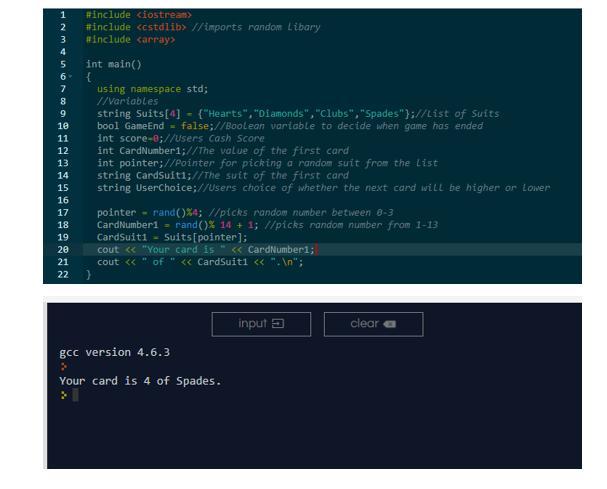 1 #include <iostream>
2 #include <cstdlib> //imports random libary
3 #include <array>
4
5 int main()
6 {
7 using namespace std;
8 //Variables
9 string Suits[4] = {"Hearts","Diamonds","Clubs","Spades"};//List of Suits
10 bool GameEnd = false;//Boolean variable to decide when game has ended
11 int score=0;//Users Cash Score
12 int CardNumber1;//The value of the first card
13 int pointer;//Pointer for picking a random suit from the list
14 string CardSuit1;//The suit of the first card
15 string UserChoice;//Users choice of whether the next card will be higher or lower
16
17 pointer = rand()%4; //picks random number between 0-3
18 CardNumber1 = rand()% 14 + 1; //picks random number from 1-13
19 CardSuit1 = Suits[pointer];
20 cout << "Your card is " << CardNumber1;
21 cout << " of " << CardSuit1 << ".\n";
22 }
input clear
gcc version 4.6.3
Your card is 4 of Spades.